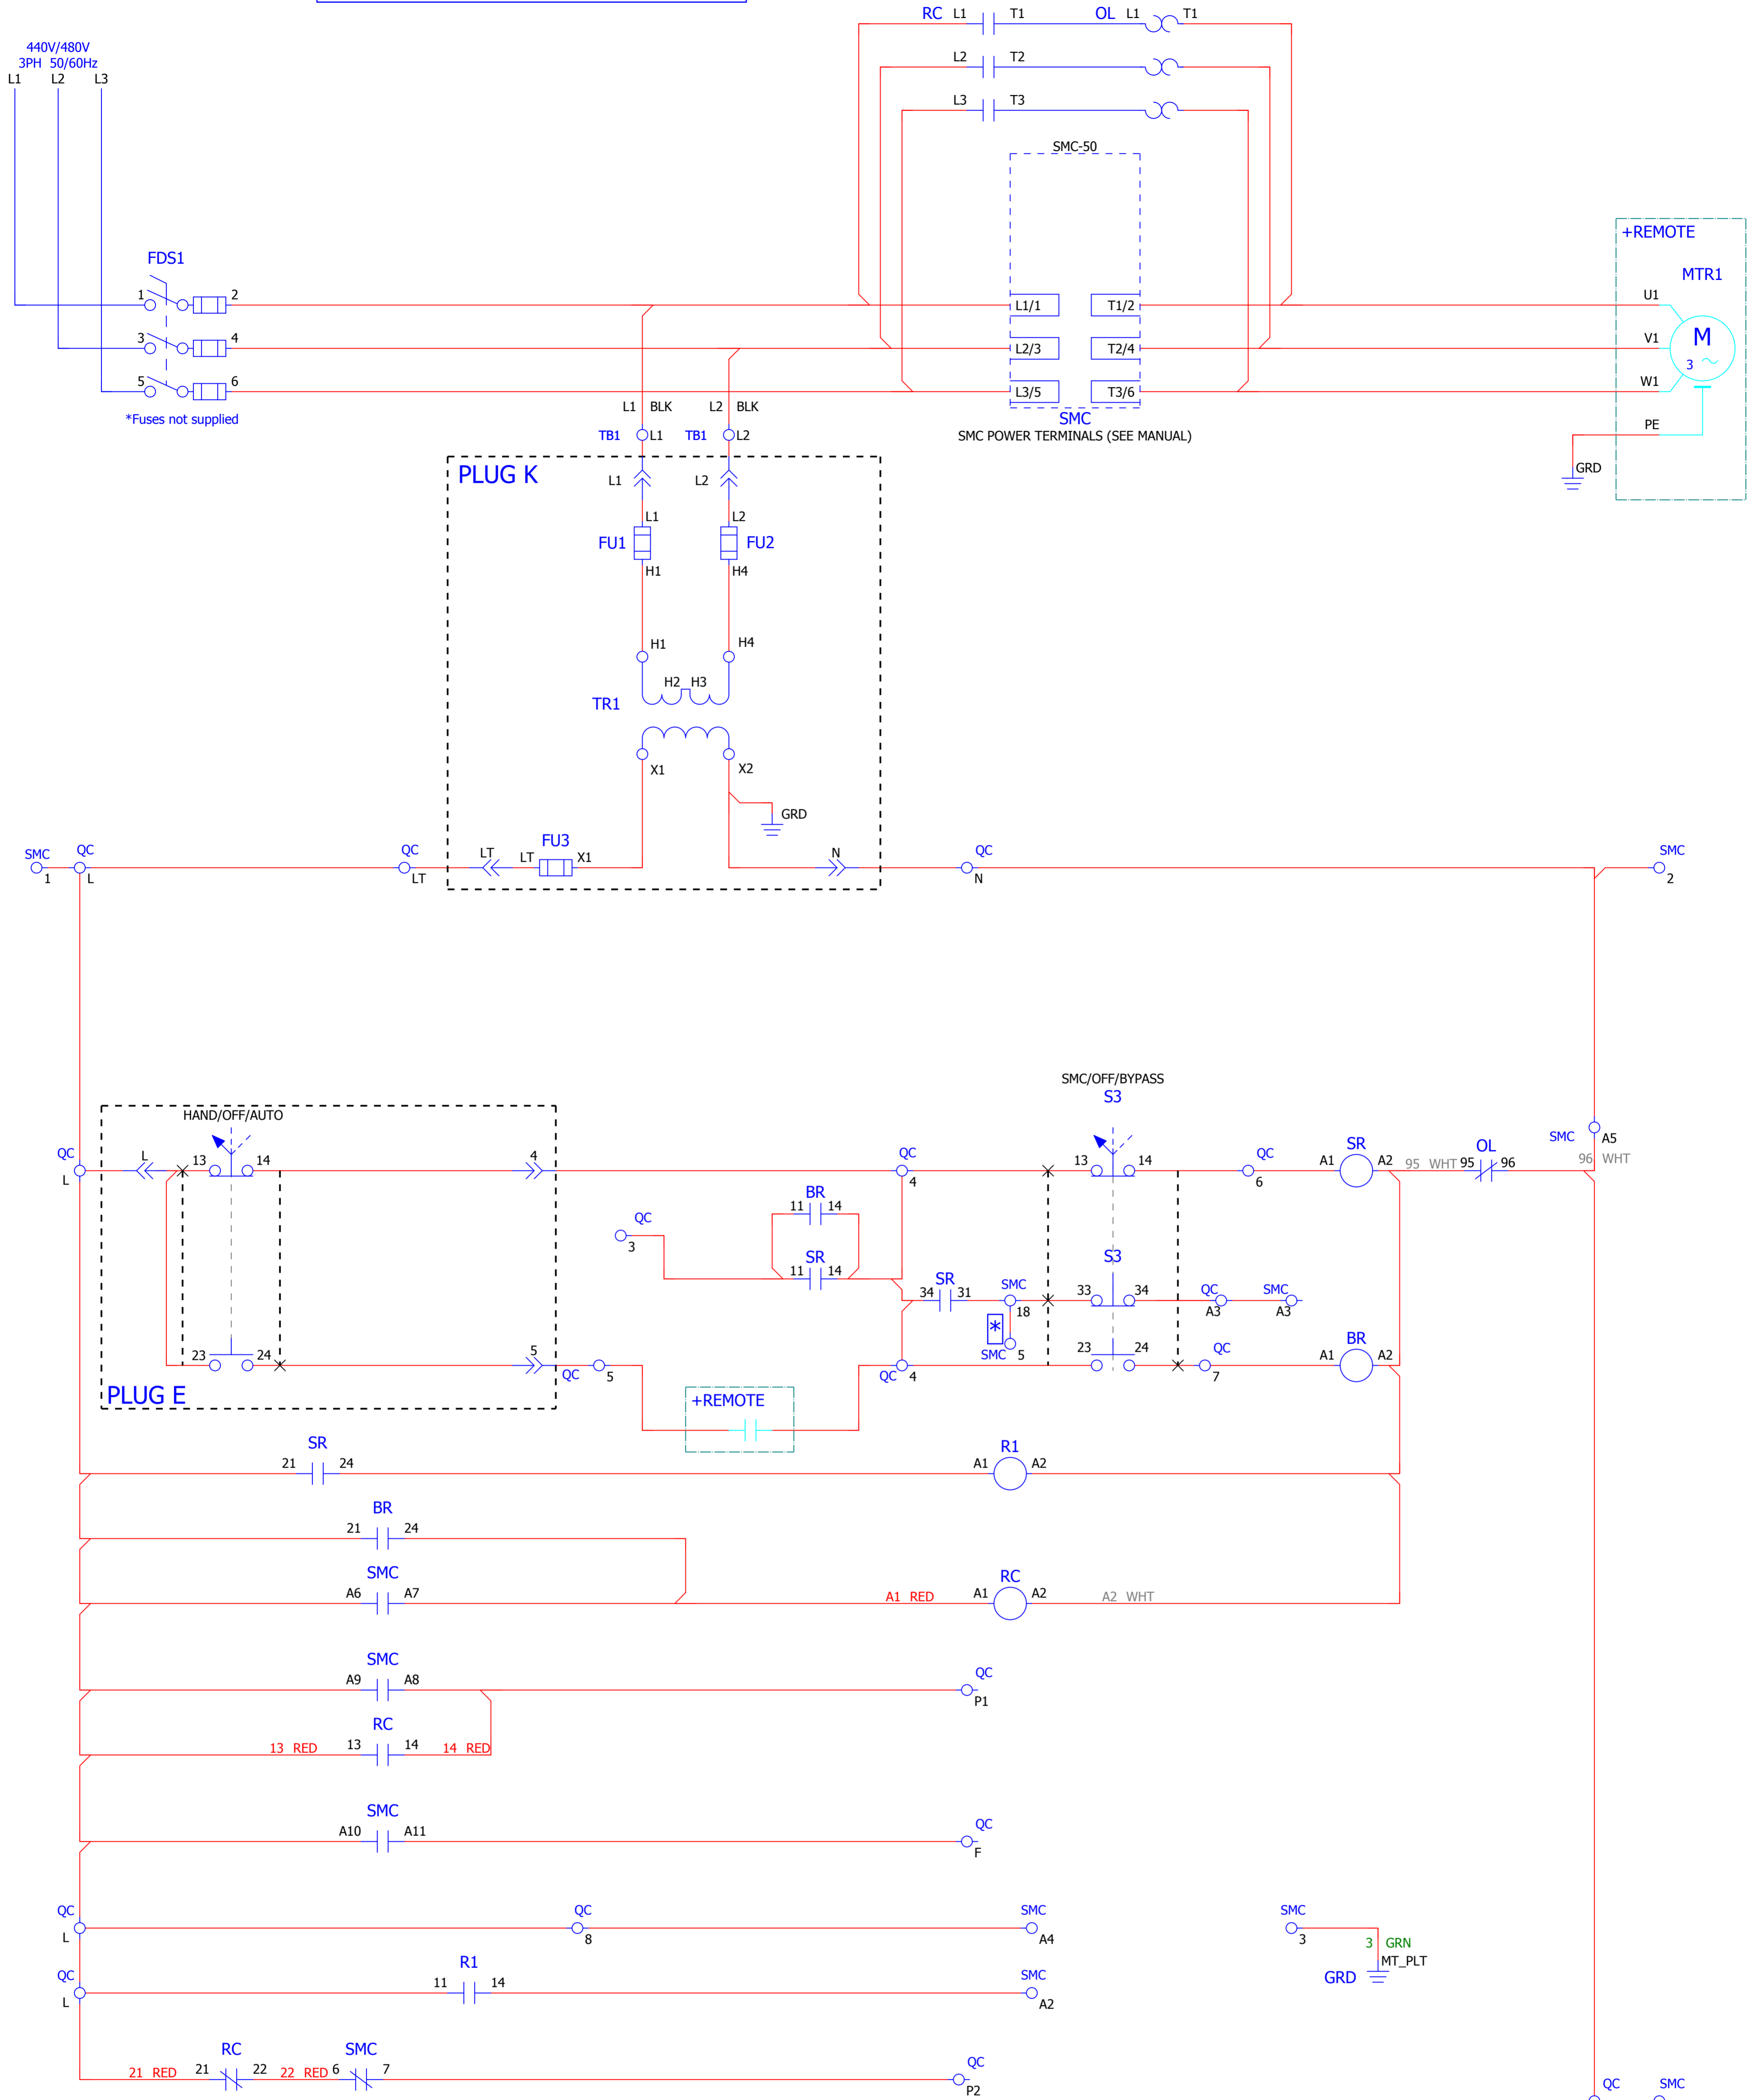 RC L1 T1 OL L1 T1
440V/480V
3PH 50/60Hz
L1 L2 L3
L2 T2
L3 T3
SMC-50
+REMOTE
FDS1
MTR1
1 2 L1/1 T1/2 U1
3 4 L2/3 T2/4 V1
M
3
5 6 L3/5 T3/6 W1
*Fuses not supplied
L1 BLK L2 BLK
SMC
PE
TB1 L1 TB1 L2
SMC POWER TERMINALS (SEE MANUAL)
GRD
PLUG K
L1 L2
L1 L2
FU1 FU2
H1 H4
H1 H4
H2 H3
TR1
X1 X2
GRD
FU3
SMC QC QC LT LT X1 N QC SMC
1 L LT N 2
SMC/OFF/BYPASS
S3
HAND/OFF/AUTO
SMC A5
QC L 13 14 4 QC 13 14 QC SR A1 A2 95 WHT 95 OL 96 96 WHT
L 4 6
BR
11 14
QC
3
SR
11 14
S3
SR
34 31 SMC 33 34 QC SMC
18 A3 A3
*
SMC 5
23 24 5 QC 5 QC 4 23 24 QC 7 BR A1 A2
PLUG E
+REMOTE
SR
21 24
R1
A1 A2
BR
21 24
SMC
A6 A7
A1 RED
RC
A1 A2
A2 WHT
SMC
A9 A8
QC
P1
RC
13 RED 13 14 14 RED
SMC
A10 A11
QC
F
QC QC SMC SMC
L 8 A4 3
3 GRN
MT_PLT
GRD
QC R1 SMC
L 11 14 A2
RC SMC
21 RED 21 22 22 RED 6 7
QC
P2
QC SMC